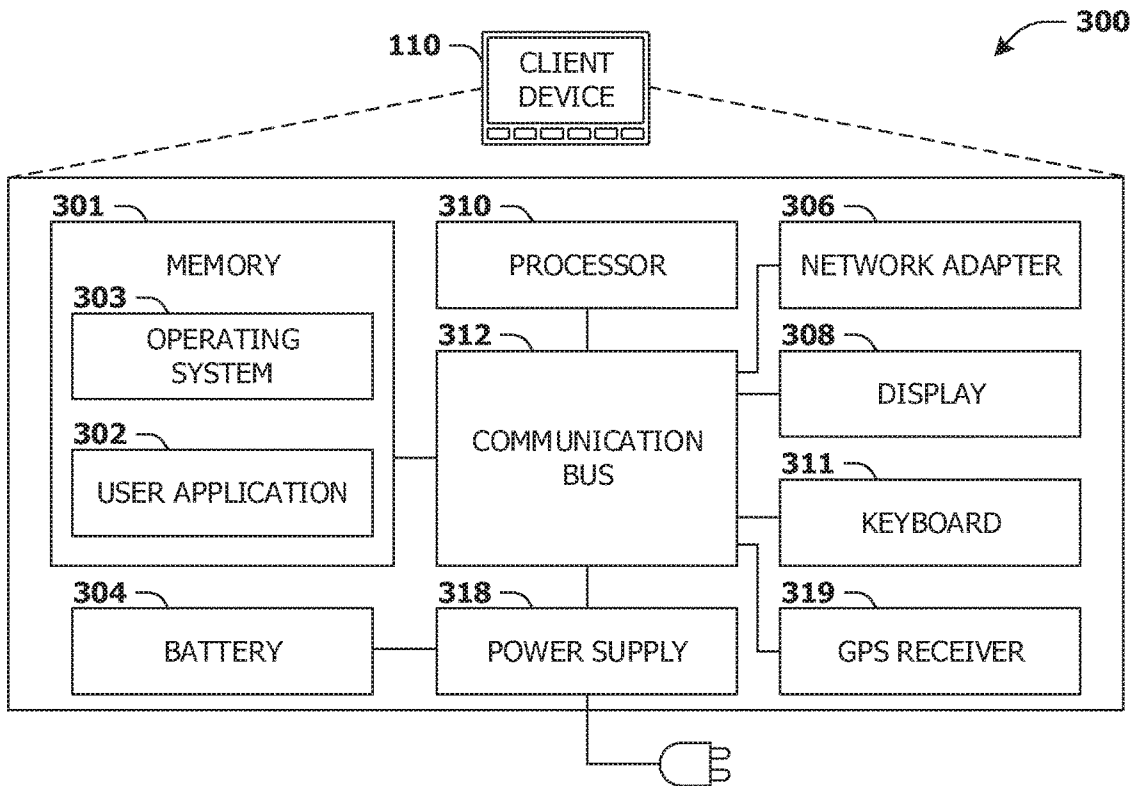 300
110
CLIENT
DEVICE
301
MEMORY
303
OPERATING
SYSTEM
302
USER APPLICATION
304
BATTERY
310
PROCESSOR
312
COMMUNICATION
BUS
318
POWER SUPPLY
306
NETWORK ADAPTER
308
DISPLAY
311
KEYBOARD
319
GPS RECEIVER